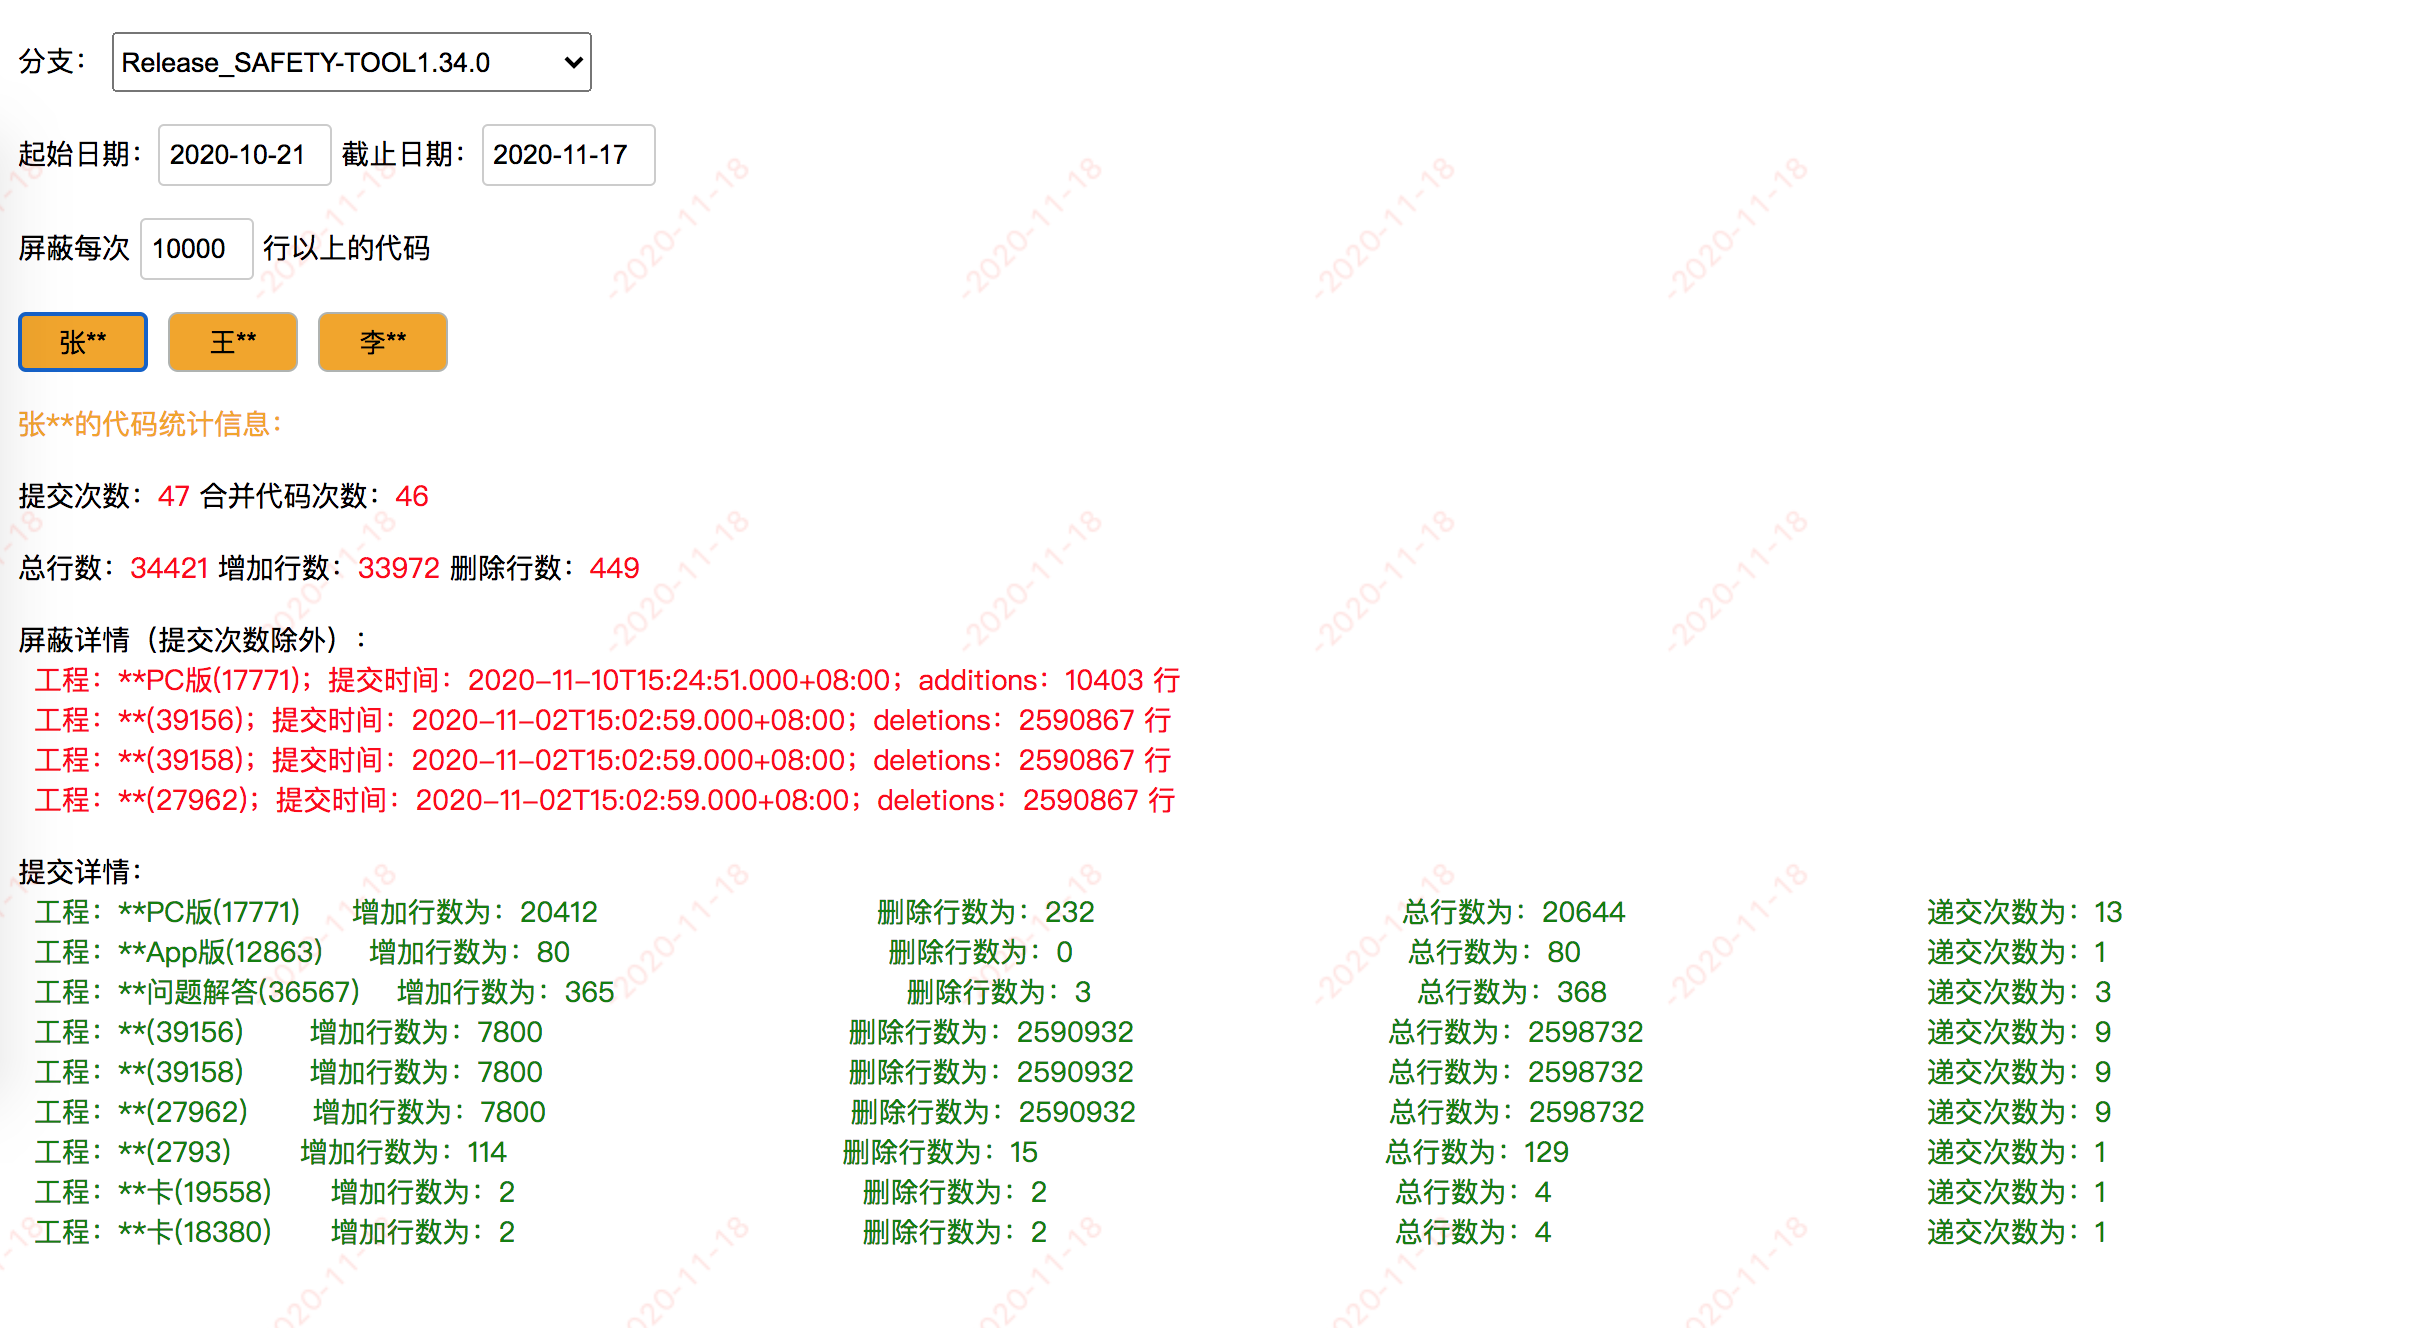 分支： Release_SAFETY-TOOL1.34.0
起始日期： 2020-10-21 截止日期： 2020-11-17
屏蔽每次 10000 行以上的代码
张** 王** 李**
张**的代码统计信息：
提交次数：47 合并代码次数：46
总行数：34421 增加行数：33972 删除行数：449
屏蔽详情（提交次数除外）：
工程：**PC版(17771)；提交时间：2020-11-10T15:24:51.000+08:00；additions：10403 行
工程：**(39156)；提交时间：2020-11-02T15:02:59.000+08:00；deletions：2590867 行
工程：**(39158)；提交时间：2020-11-02T15:02:59.000+08:00；deletions：2590867 行
工程：**(27962)；提交时间：2020-11-02T15:02:59.000+08:00；deletions：2590867 行
提交详情：
工程：**PC版(17771) 增加行数为：20412 删除行数为：232 总行数为：20644 递交次数为：13
工程：**App版(12863) 增加行数为：80 删除行数为：0 总行数为：80 递交次数为：1
工程：**问题解答(36567) 增加行数为：365 删除行数为：3 总行数为：368 递交次数为：3
工程：**(39156) 增加行数为：7800 删除行数为：2590932 总行数为：2598732 递交次数为：9
工程：**(39158) 增加行数为：7800 删除行数为：2590932 总行数为：2598732 递交次数为：9
工程：**(27962) 增加行数为：7800 删除行数为：2590932 总行数为：2598732 递交次数为：9
工程：**(2793) 增加行数为：114 删除行数为：15 总行数为：129 递交次数为：1
工程：**卡(19558) 增加行数为：2 删除行数为：2 总行数为：4 递交次数为：1
工程：**卡(18380) 增加行数为：2 删除行数为：2 总行数为：4 递交次数为：1
-2020-11-18